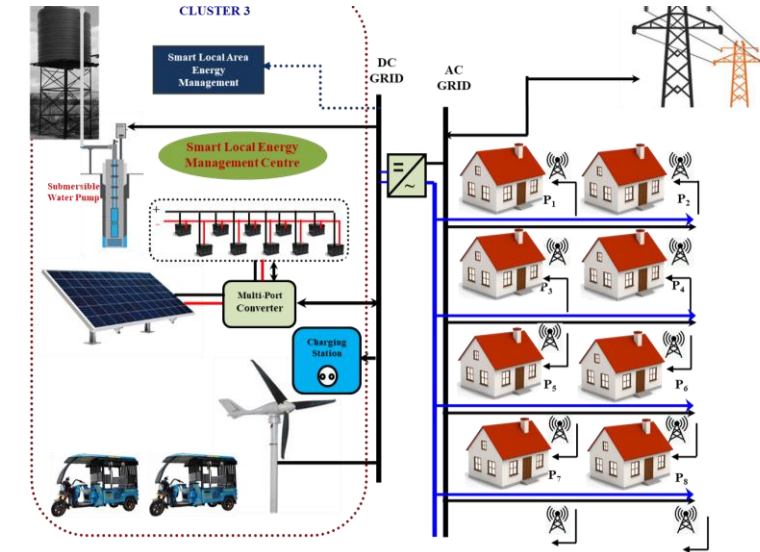 CLUSTER 3
Smart Local Area
Energy
Management
DC
GRID
AC
GRID
Smart Local Energy
Management Centre
Submersible
Water Pump
+
-
Multi-Port
Converter
Charging
Station
=
~
P1
P2
P3
P4
P5
P6
P7
P8